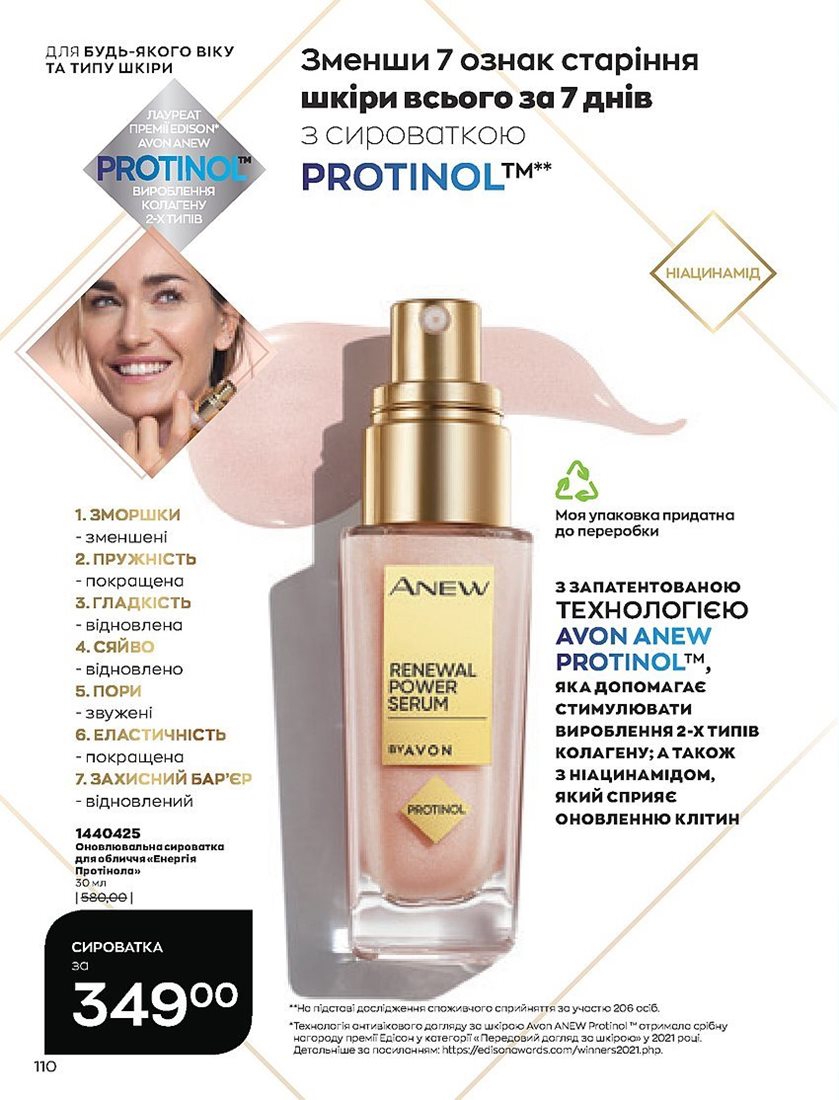 ДЛЯ БУДЬ-ЯКОГО ВІКУ
ТА ТИПУ ШКІРИ
ЛАУРЕАТ
ПРЕМІЇ EDISON*
AVON ANEW
PROTINOL™
ВИРОБЛЕННЯ
КОЛАГЕНУ
2-Х ТИПІВ
Зменши 7 ознак старіння
шкіри всього за 7 днів
з сироваткою
PROTINOL™**
НІАЦИНАМІД
1. ЗМОРШКИ
- зменшені
2. ПРУЖНІСТЬ
- покращена
3. ГЛАДКІСТЬ
- відновлена
4. СЯЙВО
- відновлено
5. ПОРИ
- звужені
6. ЕЛАСТИЧНІСТЬ
- покращена
7. ЗАХИСНИЙ БАР'ЄР
- відновлений
1440425
Оновлювальна сироватка
для обличчя «Енергія
Протінола»
30 мл
| 580,00 |
СИРОВАТКА
за
34900
ANEW
RENEWAL
POWER
SERUM
BY AVON
PROTINOL
Моя упаковка придатна
до переробки
З ЗАПАТЕНТОВАНОЮ
ТЕХНОЛОГІЄЮ
AVON ANEW
PROTINOL™,
ЯКА ДОПОМАГАЄ
СТИМУЛЮВАТИ
ВИРОБЛЕННЯ 2-Х ТИПІВ
КОЛАГЕНУ; А ТАКОЖ
З НІАЦИНАМІДОМ,
ЯКИЙ СПРИЯЄ
ОНОВЛЕННЮ КЛІТИН
**На підставі дослідження споживчого сприйняття за участю 206 осіб.
*Технологія антивікового догляду за шкірою Avon ANEW Protinol ™ отримала срібну
нагороду премії Едісон у категорії «Передовий догляд за шкірою» у 2021 році.
Детальніше за посиланням: https://edisonawards.com/winners2021.php.
110